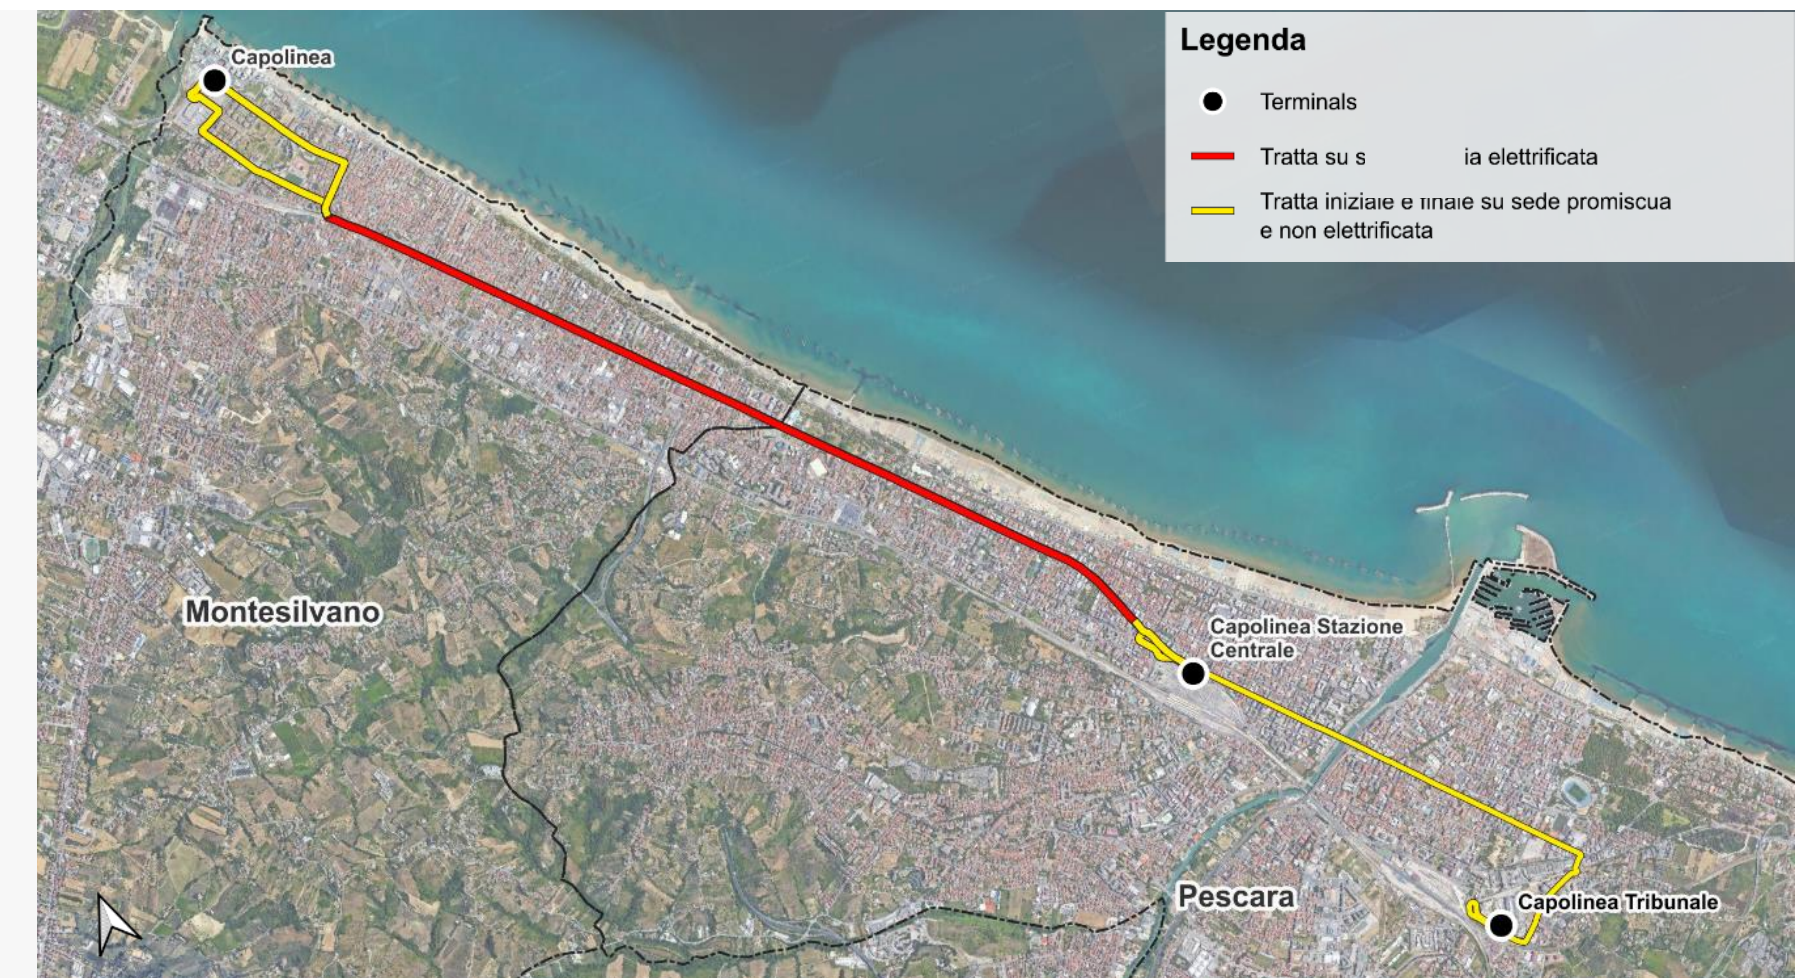 Capolinea
Legenda
Terminals
Tratta su s ia elettrificata
Tratta iniziale e finale su sede promiscua
e non elettrificata
Montesilvano
Capolinea Stazione
Centrale
Pescara
Capolinea Tribunale